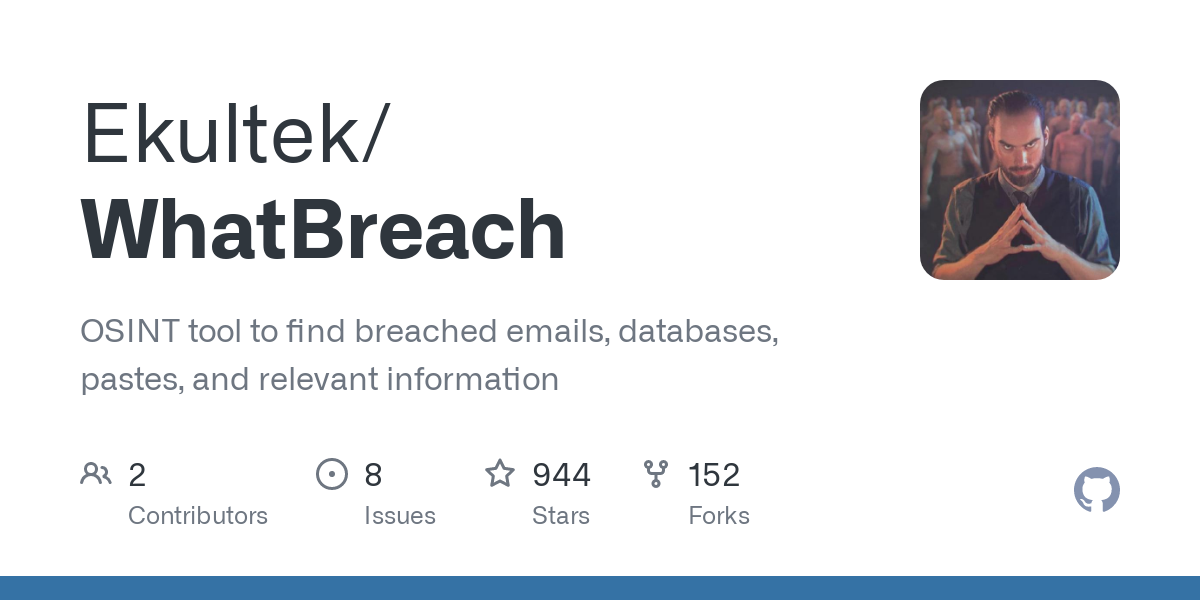 Ekultek/
WhatBreach
OSINT tool to find breached emails, databases,
pastes, and relevant information
2 8 944 152
Contributors Issues Stars Forks